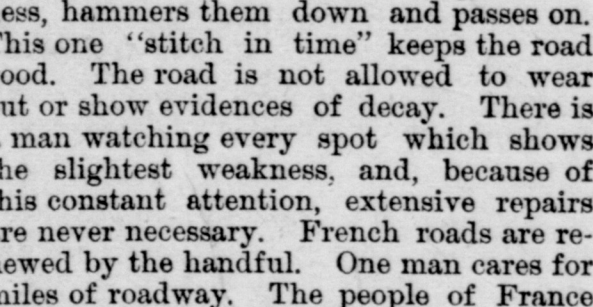 ess, hammers them down and passes on.
his one “stitch in time” keeps the road
ood. The road is not allowed to wear
ut or show evidences of decay. There is
man watching every spot which shows
he slightest weakness, and, because of
his constant attention, extensive repairs
re never necessary. French roads are re-
ewed by the handful. One man cares for
miles of roadway. The people of France